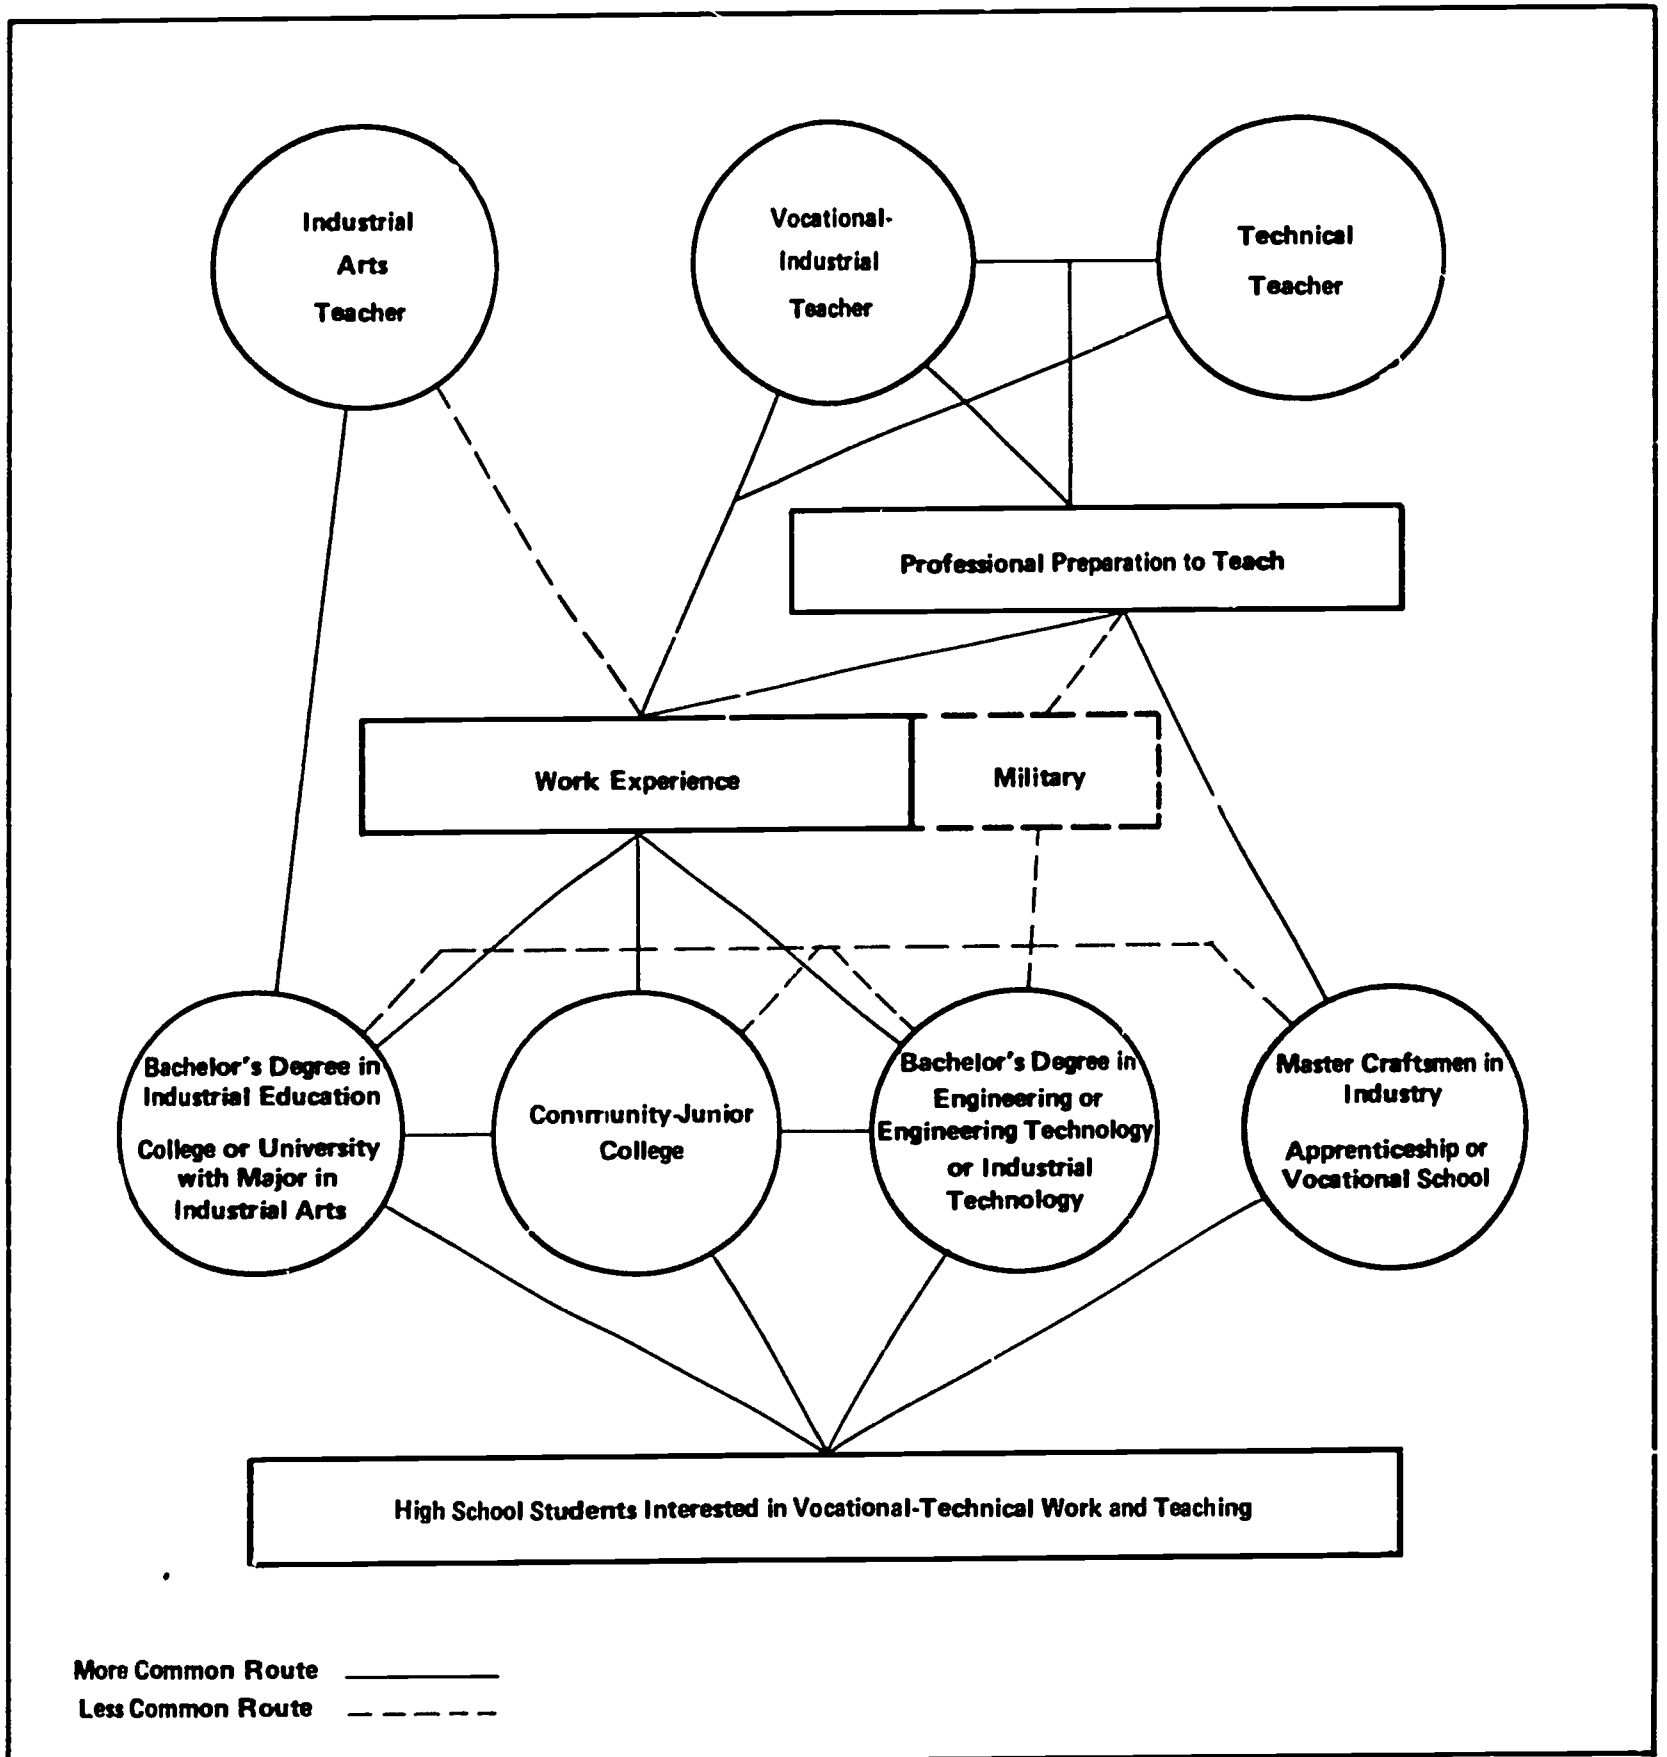 Industrial
Arts
Teacher
Vocational-
Industrial
Teacher
Technical
Teacher
Professional Preparation to Teach
Work Experience
Military
Bachelor's Degree in
Industrial Education
College or University
with Major in
Industrial Arts
Community-Junior
College
Bachelor's Degree in
Engineering or
Engineering Technology
or Industrial
Technology
Master Craftsmen in
Industry
Apprenticeship or
Vocational School
High School Students Interested in Vocational-Technical Work and Teaching
More Common Route
Less Common Route